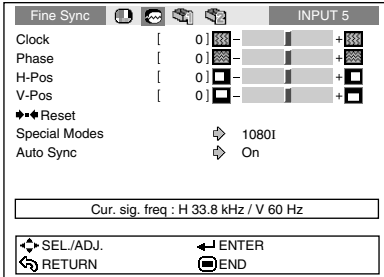 Fine Sync INPUT 5
Clock [ 0 ] - +
Phase [ 0 ] - +
H-Pos [ 0 ] - +
V-Pos [ 0 ] - +
Reset
Special Modes 1080I
Auto Sync On
Cur. sig. freq : H 33.8 kHz / V 60 Hz
SEL./ADJ. ENTER
RETURN END